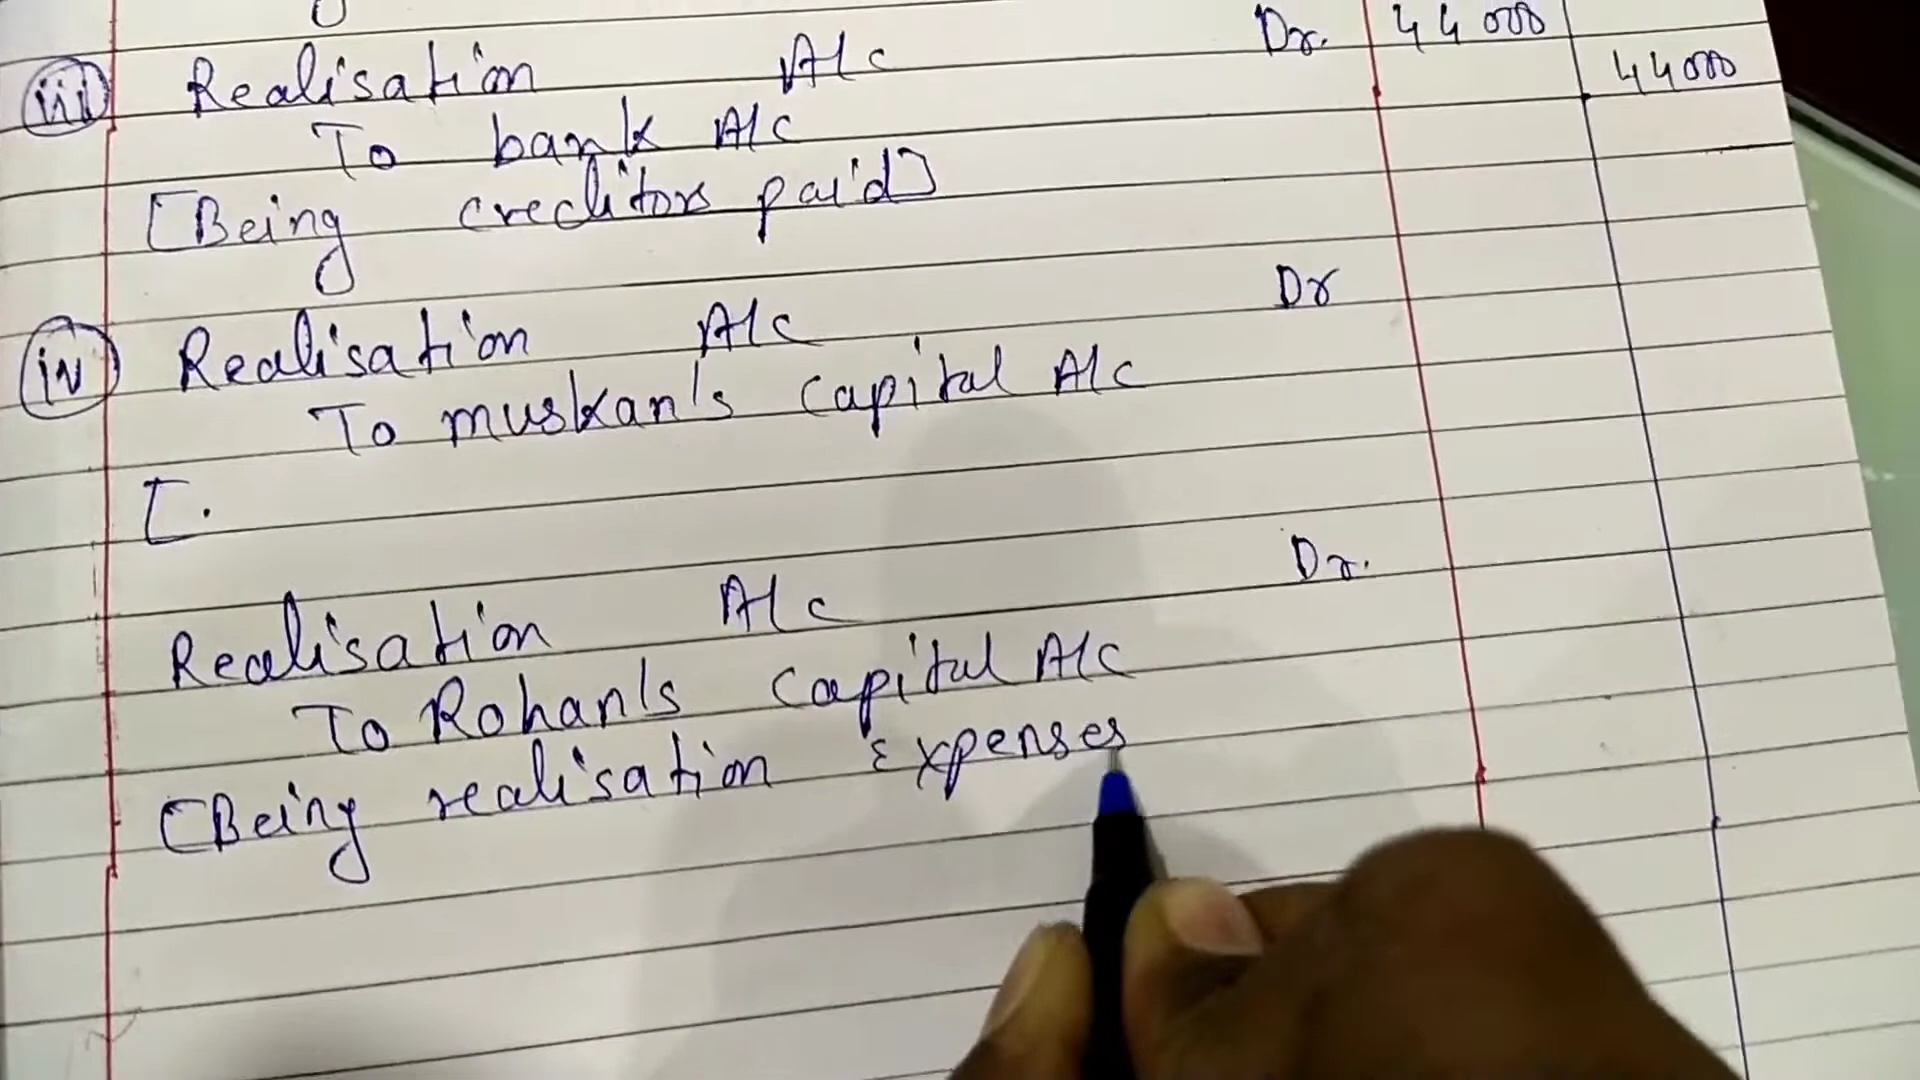 iii Realisation A/c Dr. 44000
To bank A/c 44000
[Being creditors paid]
iv Realisation A/c Dr
To muskan's capital A/c
[.
Realisation A/c Dr.
To Rohan's capital A/c
[Being realisation Expenses